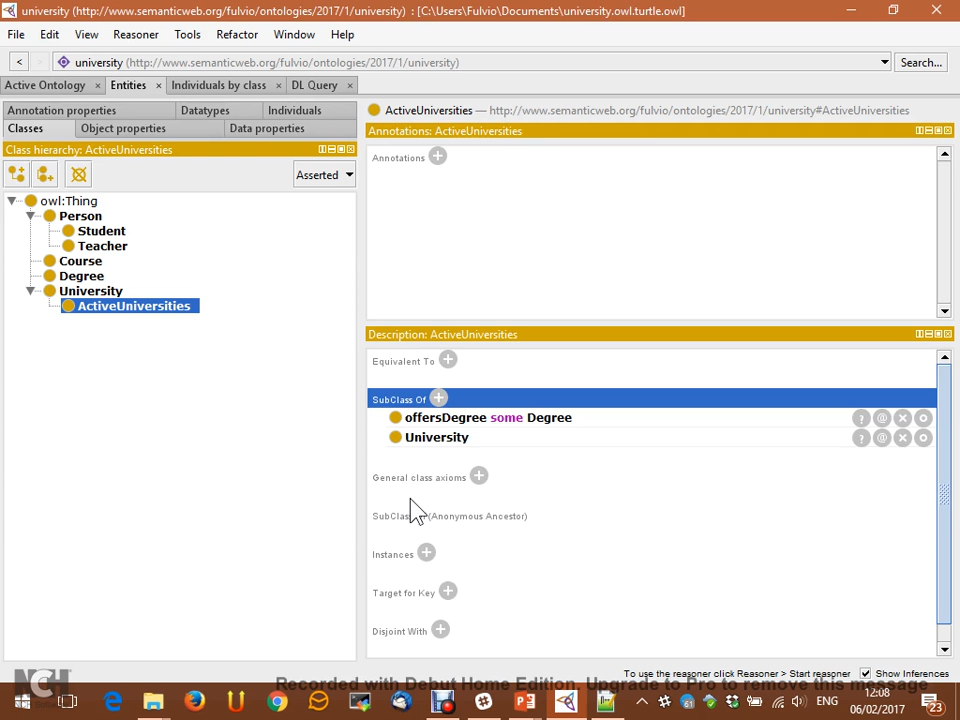 university (http://www.semanticweb.org/fulvio/ontologies/2017/1/university) : [C:\Users\Fulvio\Documents\university.owl.turtle.owl]
File Edit View Reasoner Tools Refactor Window Help
< university (http://www.semanticweb.org/fulvio/ontologies/2017/1/university) Search...
Active Ontology × Entities × Individuals by class × DL Query ×
Annotation properties Datatypes Individuals
Classes Object properties Data properties
Class hierarchy: ActiveUniversities
Asserted
owl:Thing
Person
Student
Teacher
Course
Degree
University
ActiveUniversities
ActiveUniversities — http://www.semanticweb.org/fulvio/ontologies/2017/1/university#ActiveUniversities
Annotations: ActiveUniversities
Annotations
Description: ActiveUniversities
Equivalent To
SubClass Of
offersDegree some Degree
University
General class axioms
(Anonymous Ancestor)
Instances
Target for Key
Disjoint With
To use the reasoner click Reasoner > Start reasoner Show Inferences
NCH
Recorded with Debut Home Edition. Upgrade to Pro to remove this message
61 ENG 12:08
06/02/2017 23